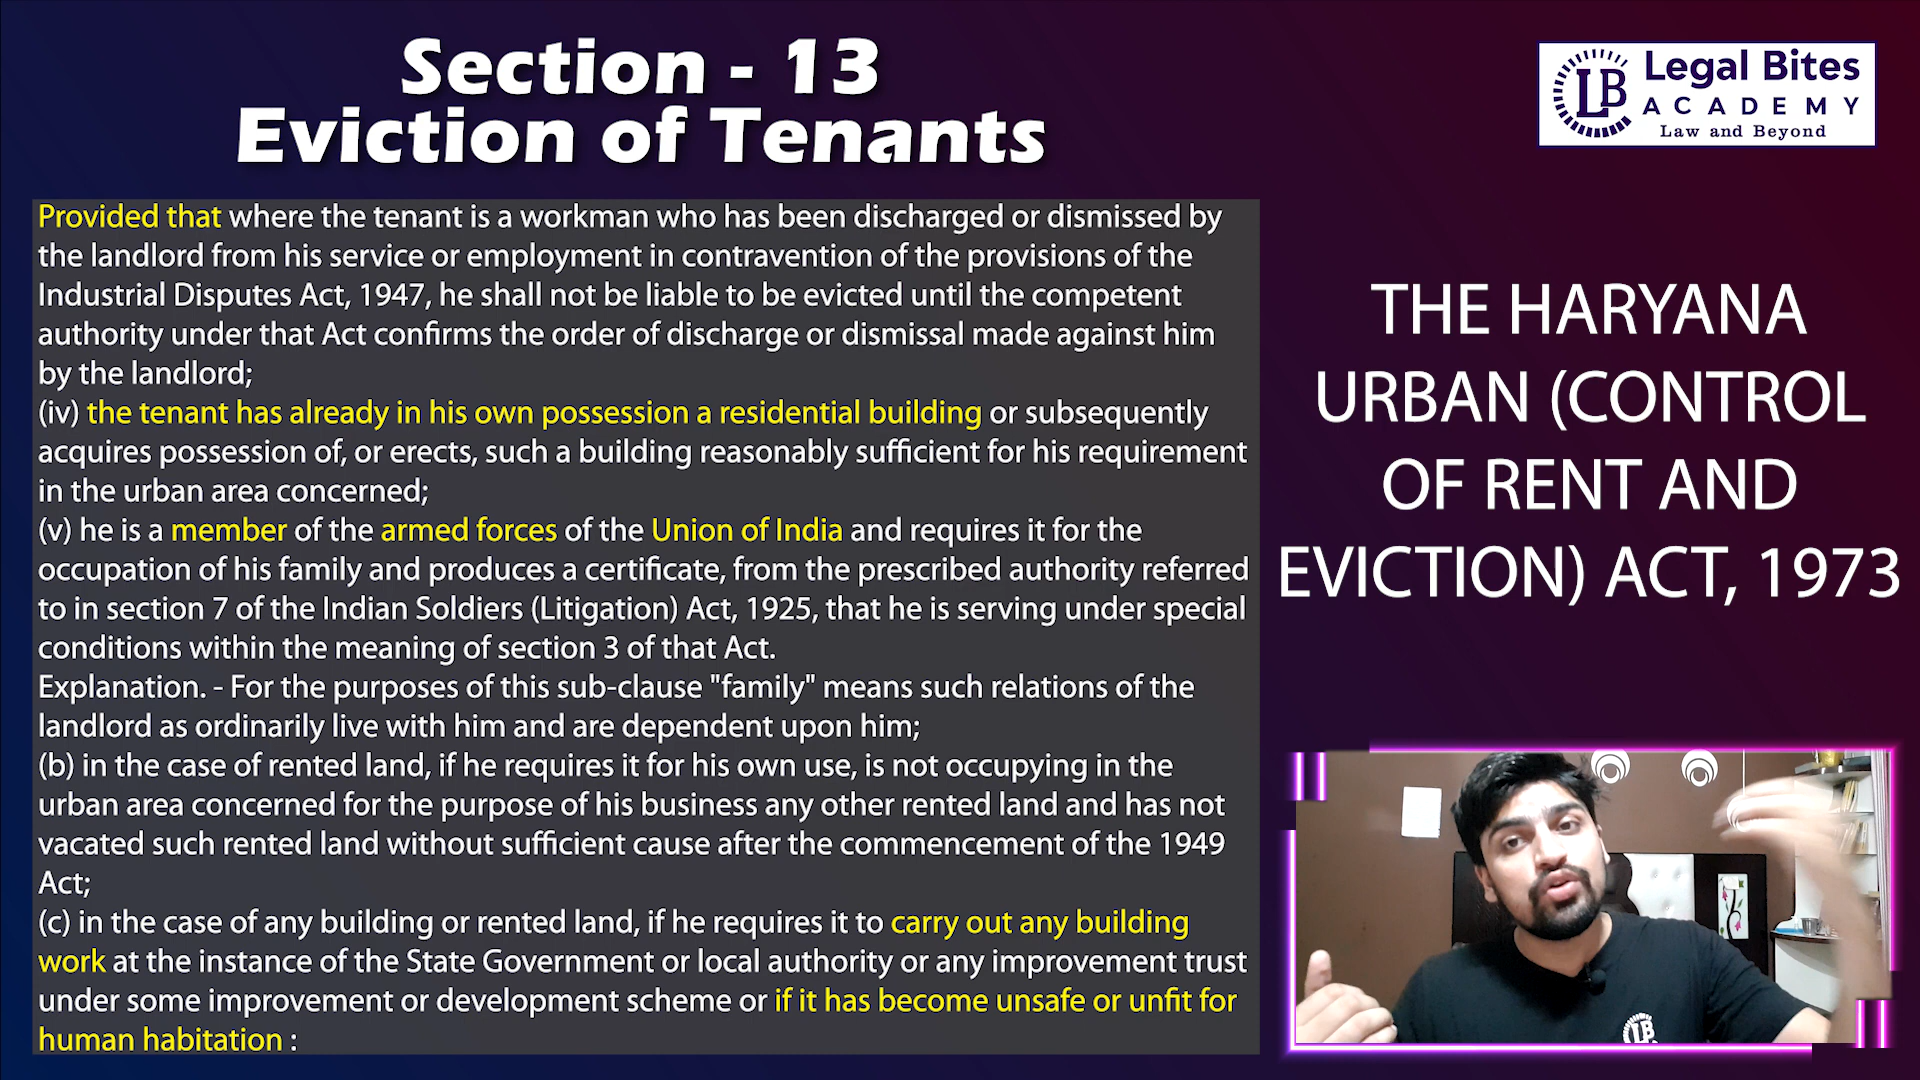 Section - 13
Eviction of Tenants
LB
Legal Bites
ACADEMY
Law and Beyond
Provided that where the tenant is a workman who has been discharged or dismissed by
the landlord from his service or employment in contravention of the provisions of the
Industrial Disputes Act, 1947, he shall not be liable to be evicted until the competent
authority under that Act confirms the order of discharge or dismissal made against him
by the landlord;
(iv) the tenant has already in his own possession a residential building or subsequently
acquires possession of, or erects, such a building reasonably sufficient for his requirement
in the urban area concerned;
(v) he is a member of the armed forces of the Union of India and requires it for the
occupation of his family and produces a certificate, from the prescribed authority referred
to in section 7 of the Indian Soldiers (Litigation) Act, 1925, that he is serving under special
conditions within the meaning of section 3 of that Act.
Explanation. - For the purposes of this sub-clause "family" means such relations of the
landlord as ordinarily live with him and are dependent upon him;
(b) in the case of rented land, if he requires it for his own use, is not occupying in the
urban area concerned for the purpose of his business any other rented land and has not
vacated such rented land without sufficient cause after the commencement of the 1949
Act;
(c) in the case of any building or rented land, if he requires it to carry out any building
work at the instance of the State Government or local authority or any improvement trust
under some improvement or development scheme or if it has become unsafe or unfit for
human habitation :
THE HARYANA
URBAN (CONTROL
OF RENT AND
EVICTION) ACT, 1973
LB